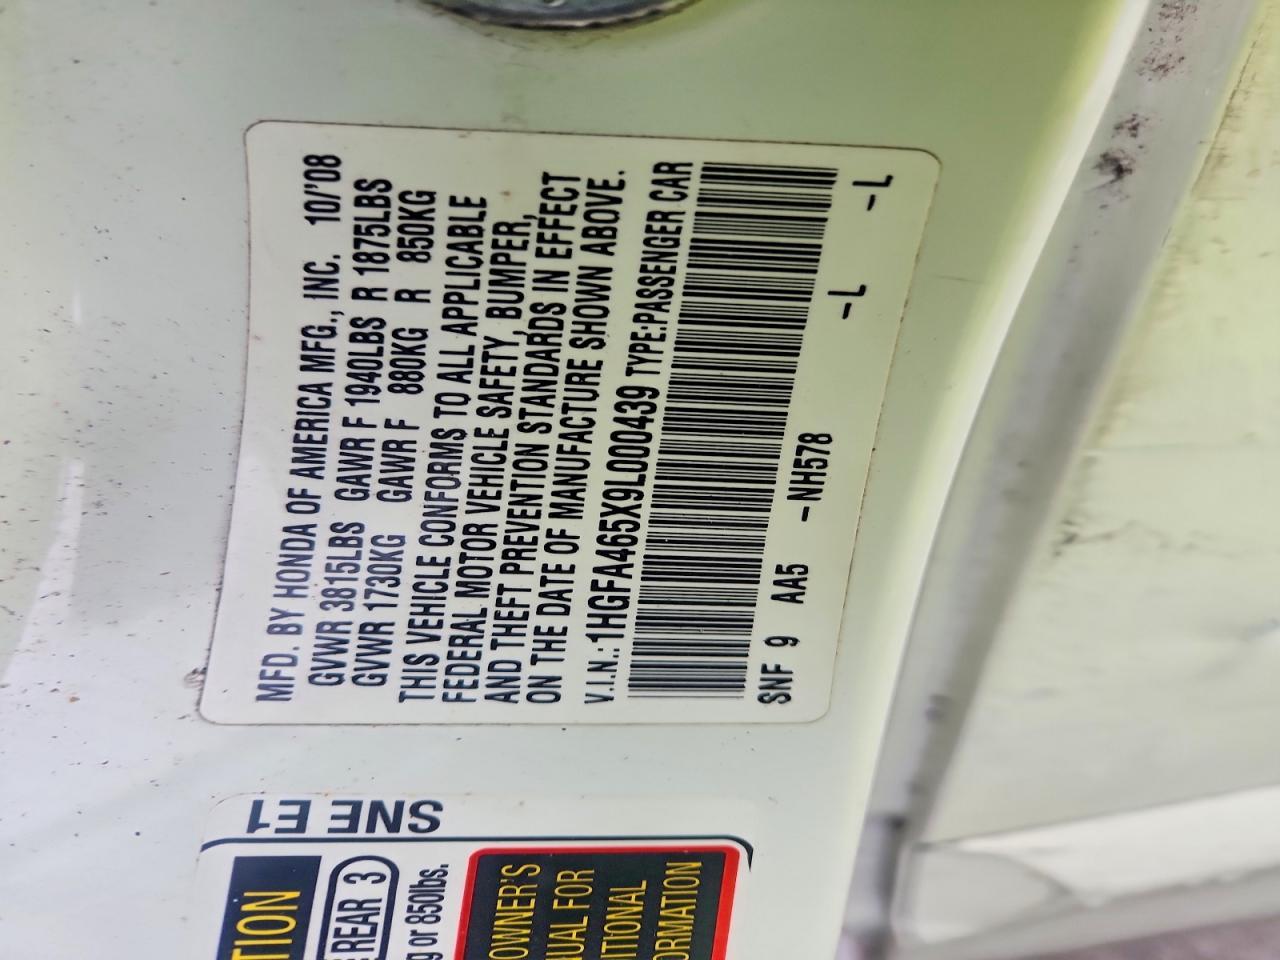 MFD. BY HONDA OF AMERICA MFG., INC. 10/'08
GVWR 3815LBS GAWR F 1940LBS R 1875LBS
GVWR 1730KG GAWR F 880KG R 850KG
THIS VEHICLE CONFORMS TO ALL APPLICABLE
FEDERAL MOTOR VEHICLE SAFETY, BUMPER,
AND THEFT PREVENTION STANDARDS IN EFFECT
ON THE DATE OF MANUFACTURE SHOWN ABOVE.
V.I.N.:1HGFA465X9L000439 TYPE:PASSENGER CAR
SNF 9 AA5 -NH578 -L -L
SNE E1
TION
REAR 3
g or 850lbs.
OWNER'S
UAL FOR
ITIONAL
ORMATION